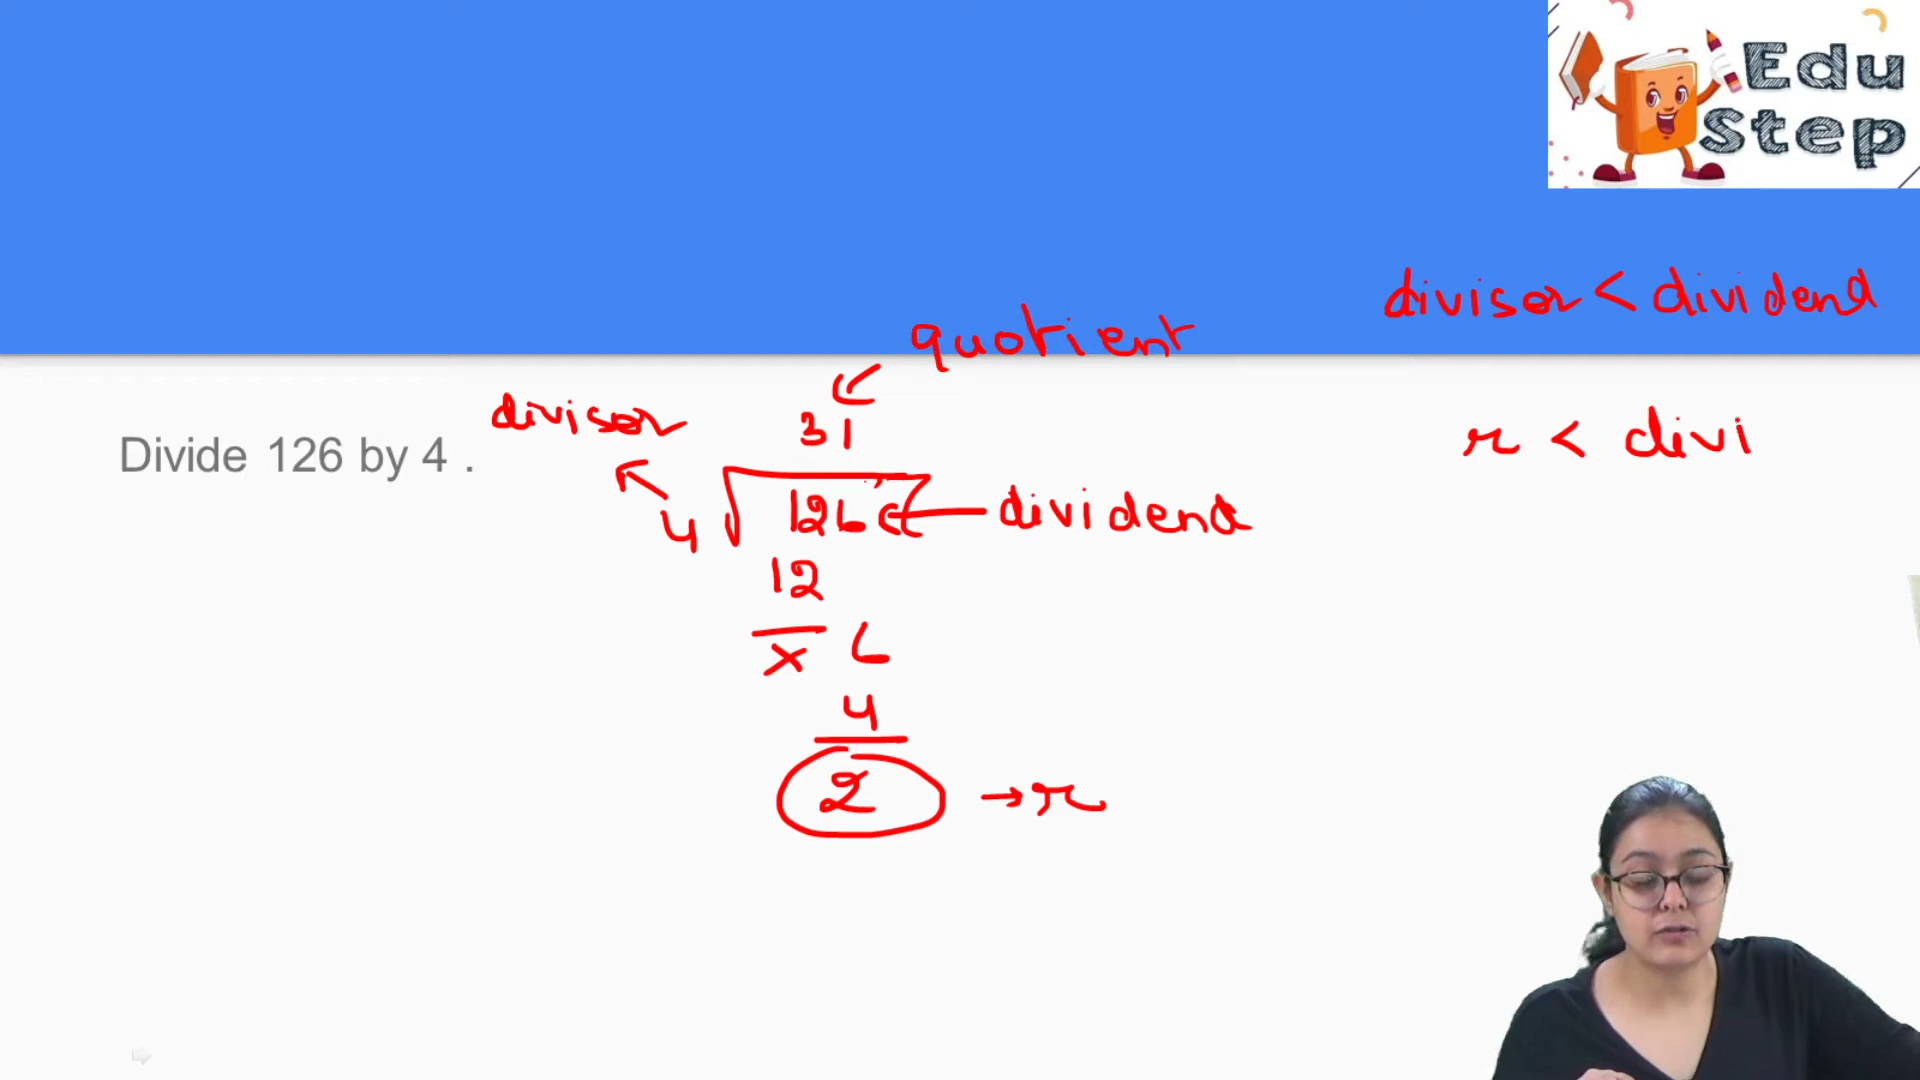 Edu
Step
divisor < dividend
quotient
divisor
31
r < divi
Divide 126 by 4 .
4 126 dividend
12
x 6
4
2 → r